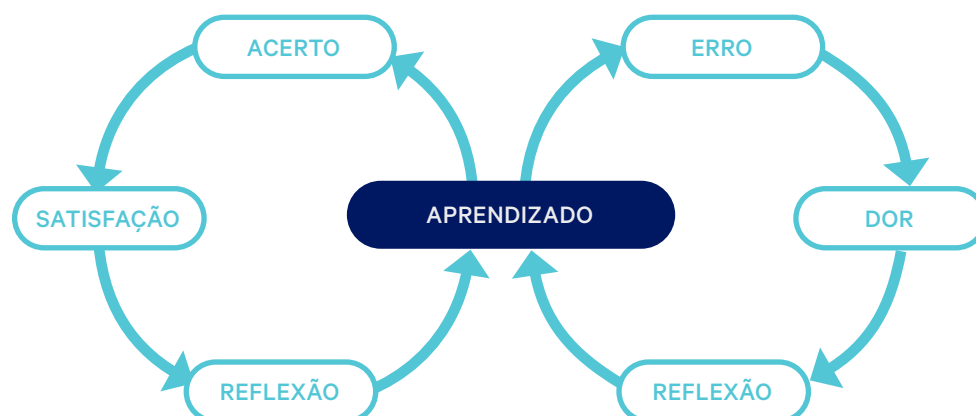 ACERTO
ERRO
SATISFAÇÃO
APRENDIZADO
DOR
REFLEXÃO
REFLEXÃO